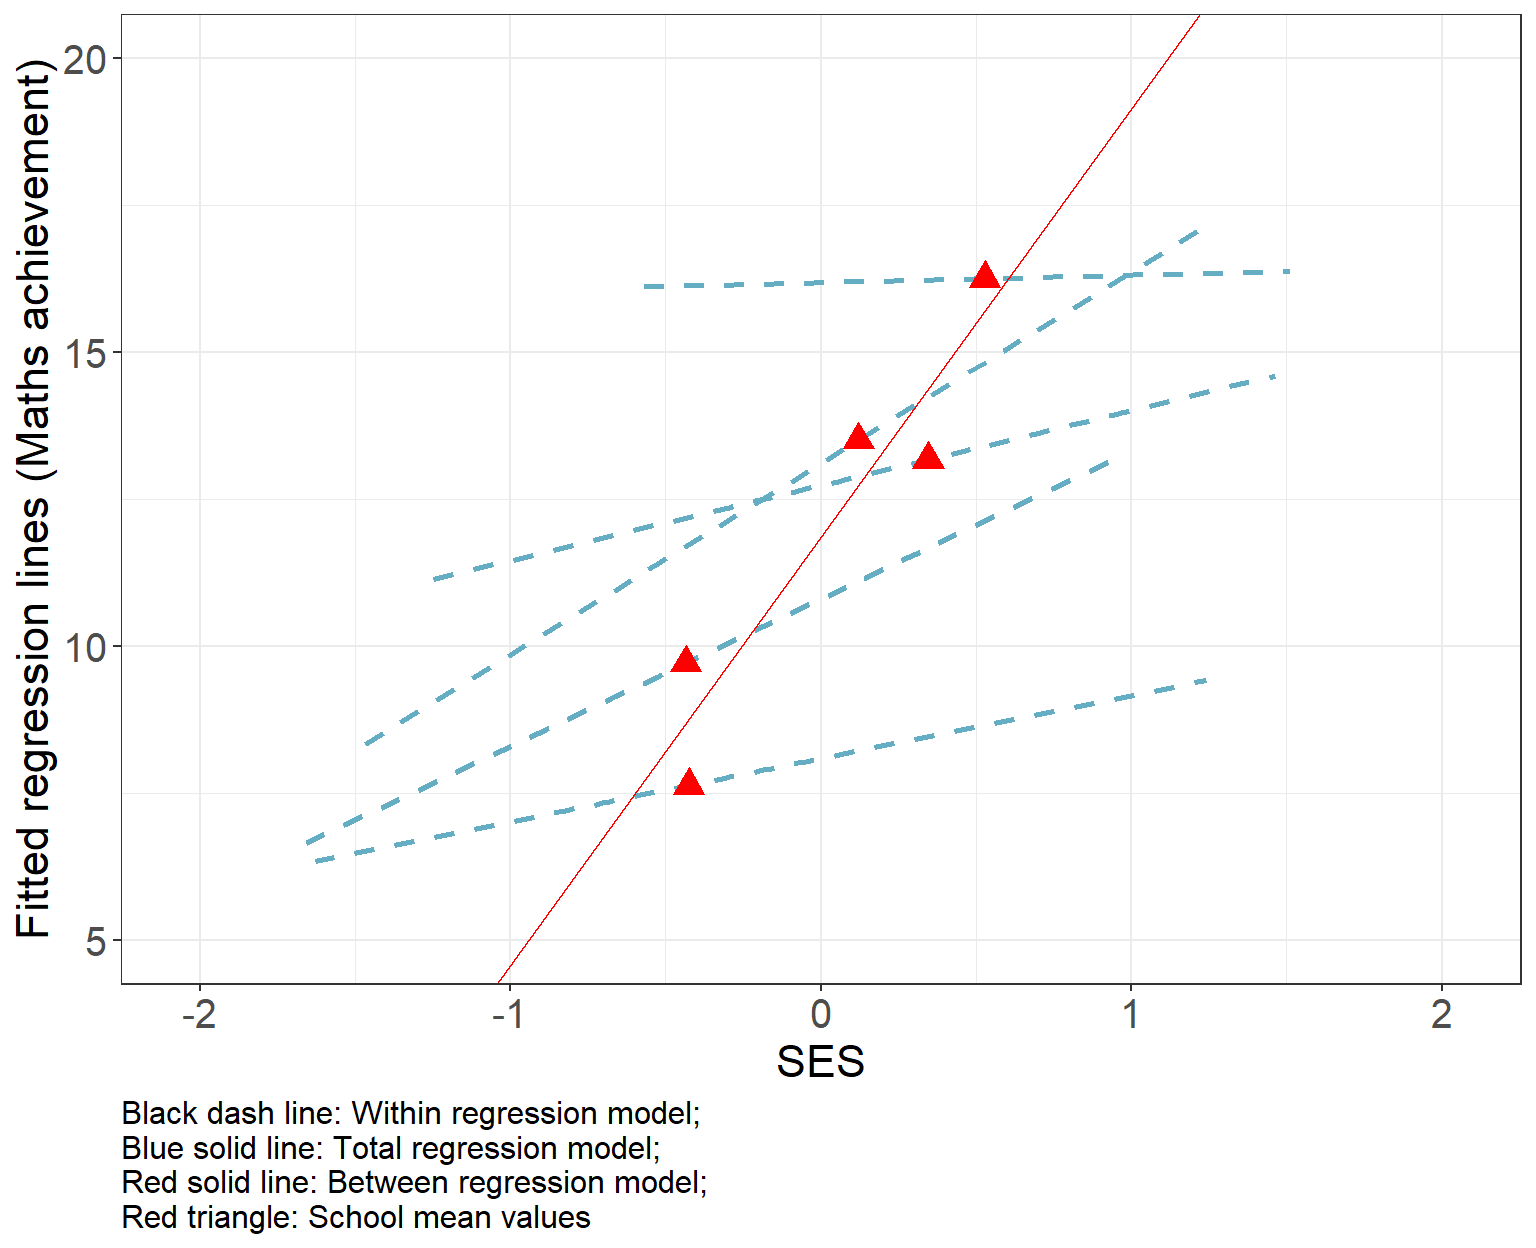 Fitted regression lines (Maths achievement)
20
15
10
5
-2
-1
0
1
2
SES
Black dash line: Within regression model;
Blue solid line: Total regression model;
Red solid line: Between regression model;
Red triangle: School mean values